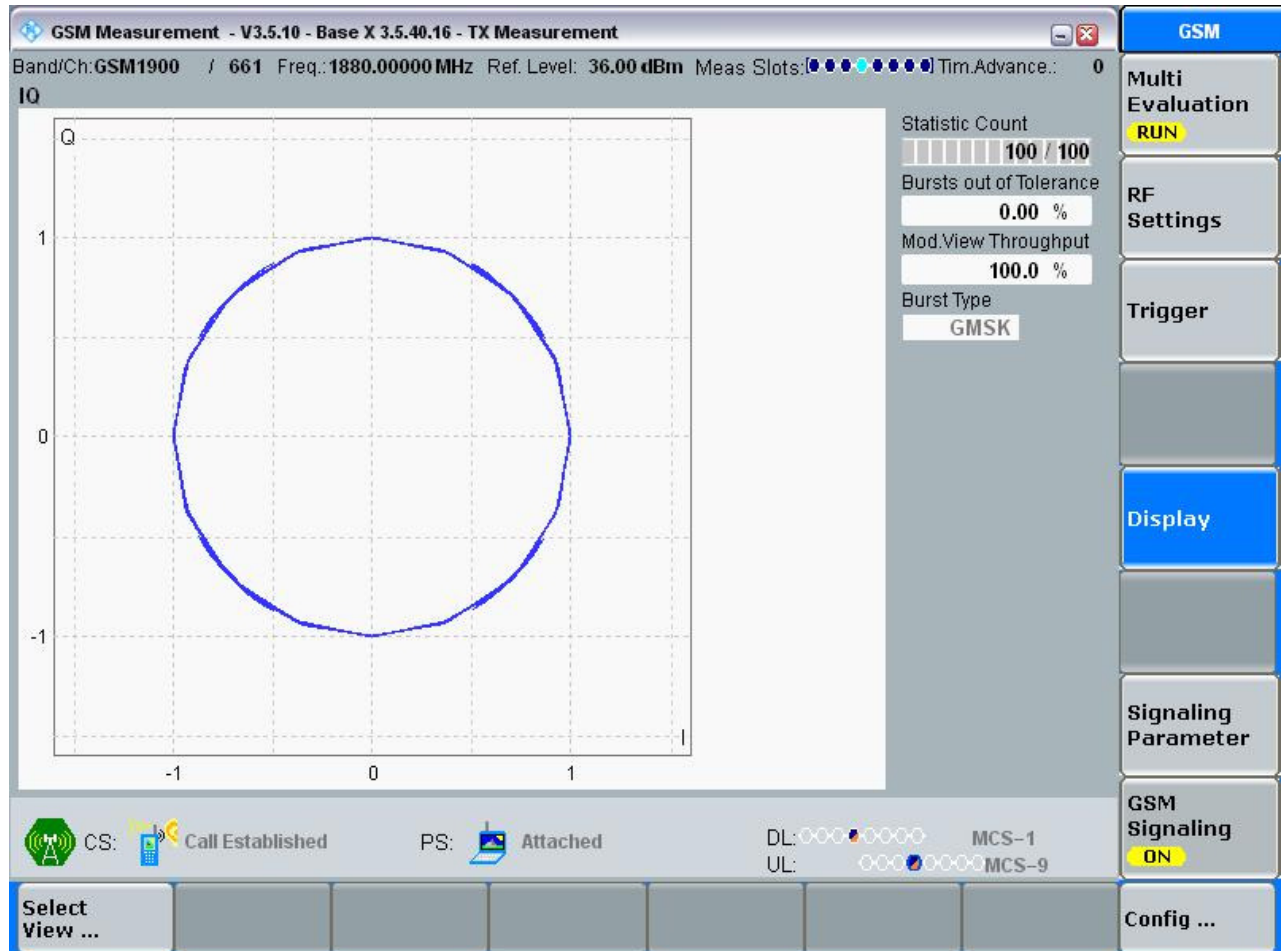 GSM Measurement - V3.5.10 - Base X 3.5.40.16 - TX Measurement
GSM
Band/Ch:GSM1900 / 661 Freq.:1880.00000 MHz Ref. Level: 36.00 dBm Meas Slots: Tim.Advance.: 0
IQ
Q
1
0
-1
-1 0 1
I
Statistic Count
100 / 100
Bursts out of Tolerance
0.00 %
Mod.View Throughput
100.0 %
Burst Type
GMSK
Multi
Evaluation
RUN
RF
Settings
Trigger
Display
Signaling
Parameter
GSM
Signaling
ON
CS: Call Established PS: Attached DL: MCS-1
UL: MCS-9
Select
View ...
Config ...